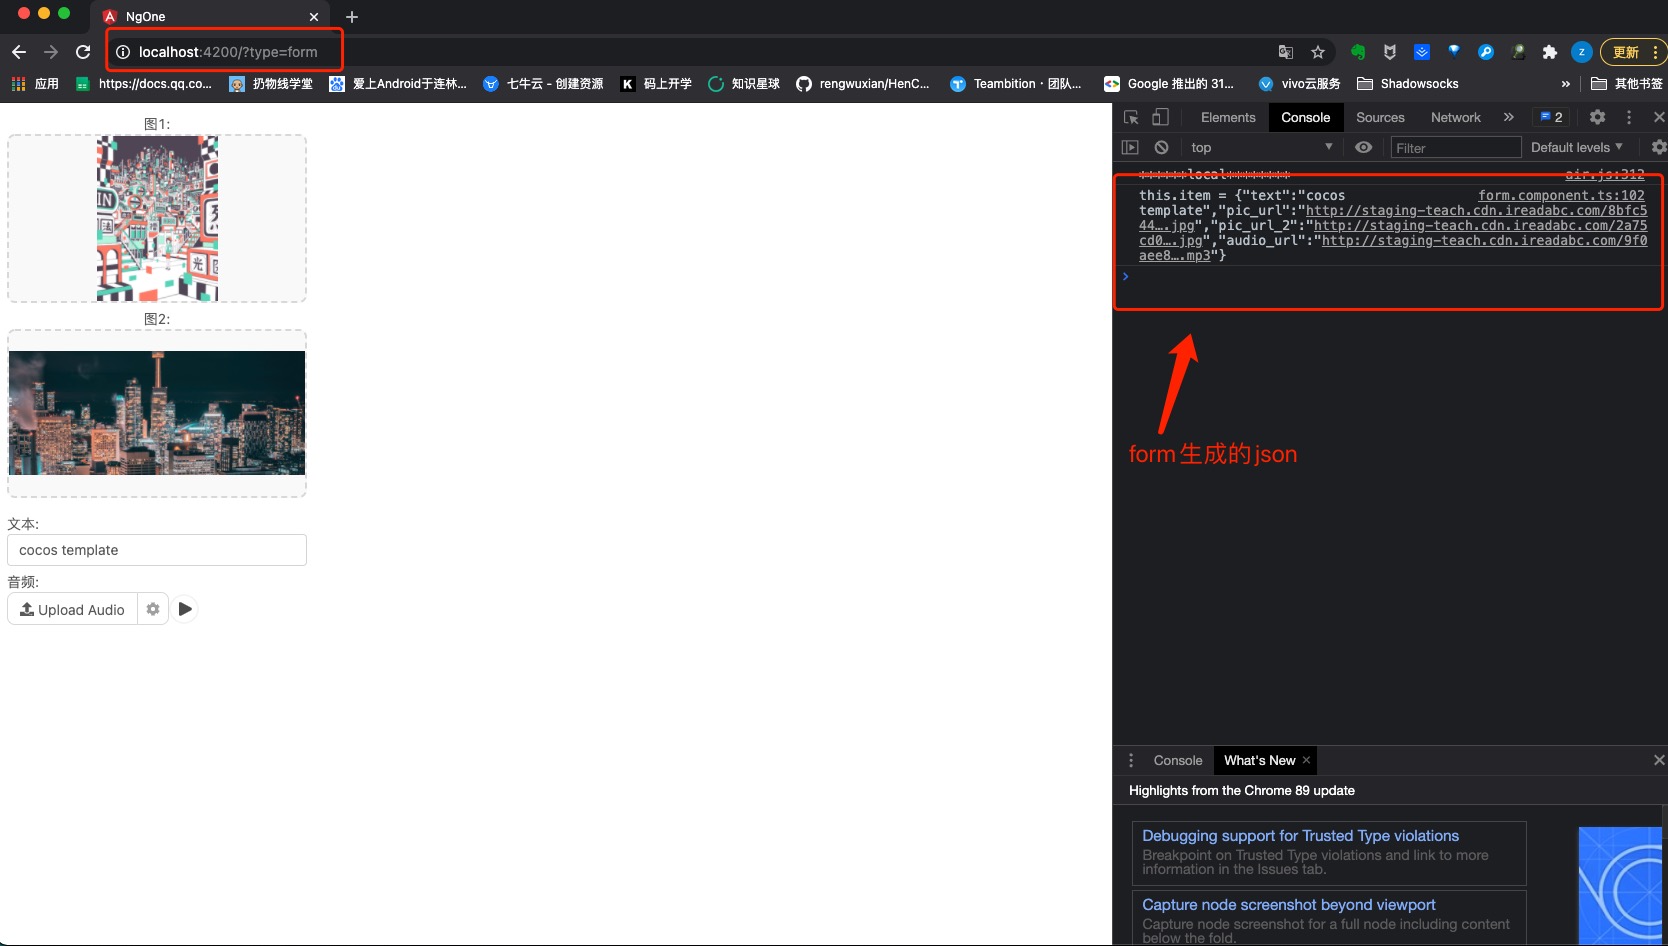 NgOne
localhost:4200/?type=form
z
更新
应用
https://docs.qq.co...
扔物线学堂
爱上Android于连林...
七牛云 - 创建资源
K
码上开学
知识星球
rengwuxian/HenC...
Teambition · 团队...
Google 推出的 31...
vivo云服务
Shadowsocks
»
其他书签
图1:
IN
光
图2:
文本:
cocos template
音频:
Upload Audio
Elements
Console
Sources
Network
»
2
top
Filter
Default levels
******local********
air.js:312
this.item = {"text":"cocos
form.component.ts:102
template","pic_url":"http://staging-teach.cdn.ireadabc.com/8bfc5
44….jpg","pic_url_2":"http://staging-teach.cdn.ireadabc.com/2a75
cd0….jpg","audio_url":"http://staging-teach.cdn.ireadabc.com/9f0
aee8….mp3"}
form生成的json
Console
What's New
Highlights from the Chrome 89 update
Debugging support for Trusted Type violations
Breakpoint on Trusted Type violations and link to more
information in the Issues tab.
Capture node screenshot beyond viewport
Capture node screenshot for a full node including content
below the fold.